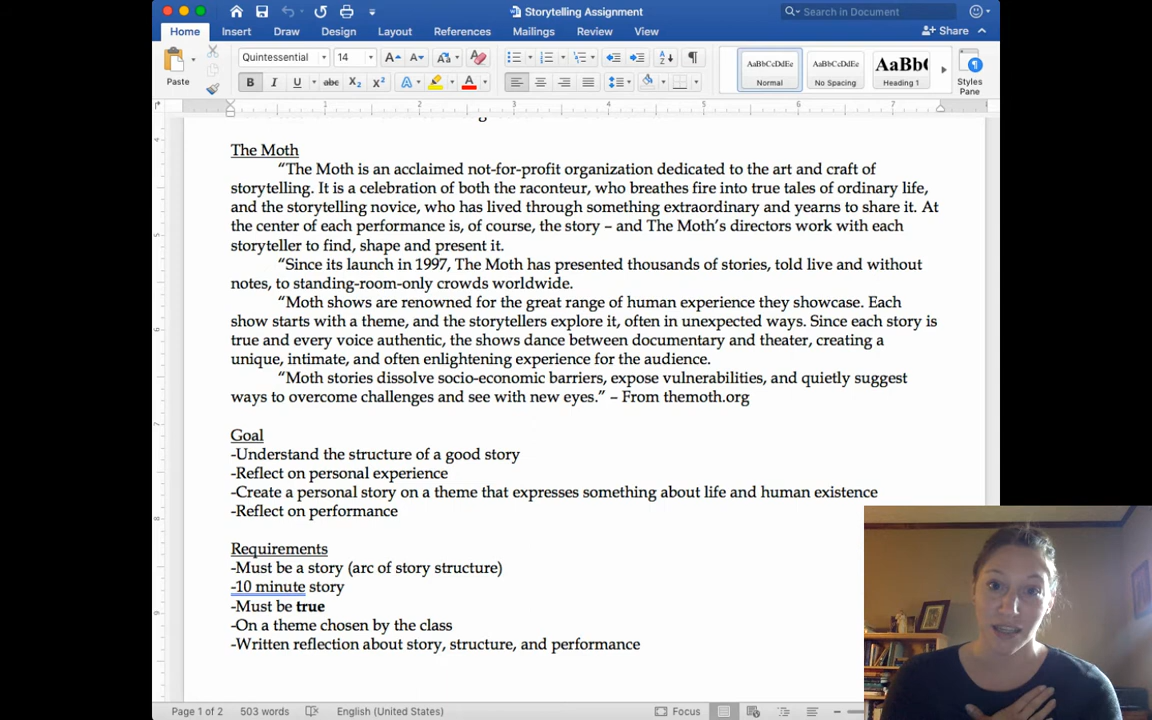 Storytelling Assignment
Search in Document
Home Insert Draw Design Layout References Mailings Review View
Share
Paste
Quintessential 14
B I U abc X₂ X²
AaBbCcDdEe AaBbCcDdEe AaBbC
Normal No Spacing Heading 1
Styles
Pane
1 2 3 4 5 6 7
The Moth
“The Moth is an acclaimed not-for-profit organization dedicated to the art and craft of
storytelling. It is a celebration of both the raconteur, who breathes fire into true tales of ordinary life,
and the storytelling novice, who has lived through something extraordinary and yearns to share it. At
the center of each performance is, of course, the story – and The Moth’s directors work with each
storyteller to find, shape and present it.
“Since its launch in 1997, The Moth has presented thousands of stories, told live and without
notes, to standing-room-only crowds worldwide.
“Moth shows are renowned for the great range of human experience they showcase. Each
show starts with a theme, and the storytellers explore it, often in unexpected ways. Since each story is
true and every voice authentic, the shows dance between documentary and theater, creating a
unique, intimate, and often enlightening experience for the audience.
“Moth stories dissolve socio-economic barriers, expose vulnerabilities, and quietly suggest
ways to overcome challenges and see with new eyes.” – From themoth.org
Goal
-Understand the structure of a good story
-Reflect on personal experience
-Create a personal story on a theme that expresses something about life and human existence
-Reflect on performance
Requirements
-Must be a story (arc of story structure)
-10 minute story
-Must be true
-On a theme chosen by the class
-Written reflection about story, structure, and performance
Page 1 of 2 503 words English (United States) Focus